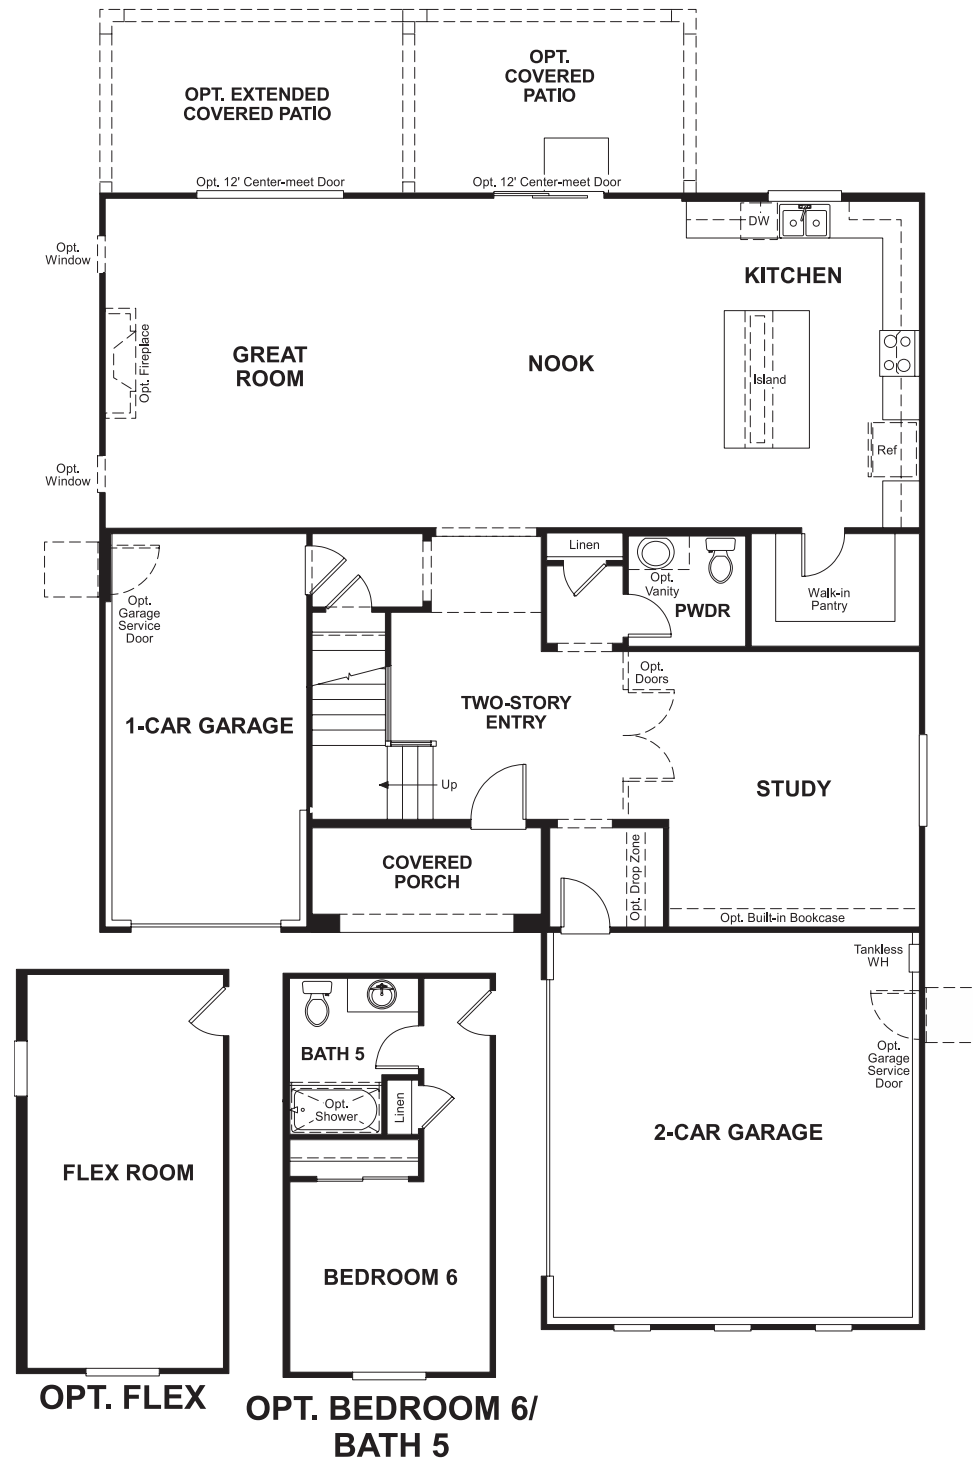 OPT. EXTENDED
COVERED PATIO
OPT.
COVERED
PATIO
Opt. 12' Center-meet Door
Opt. 12' Center-meet Door
DW
Opt.
Window
KITCHEN
GREAT
ROOM
NOOK
Opt. Fireplace
Island
Ref
Opt.
Window
Linen
Opt.
Vanity
PWDR
Walk-in
Pantry
Opt.
Garage
Service
Door
Opt.
Doors
1-CAR GARAGE
TWO-STORY
ENTRY
STUDY
Up
COVERED
PORCH
Opt. Drop Zone
Opt. Built-in Bookcase
Tankless
WH
Opt.
Garage
Service
Door
2-CAR GARAGE
FLEX ROOM
OPT. FLEX
BATH 5
Opt.
Shower
Linen
BEDROOM 6
OPT. BEDROOM 6/
BATH 5